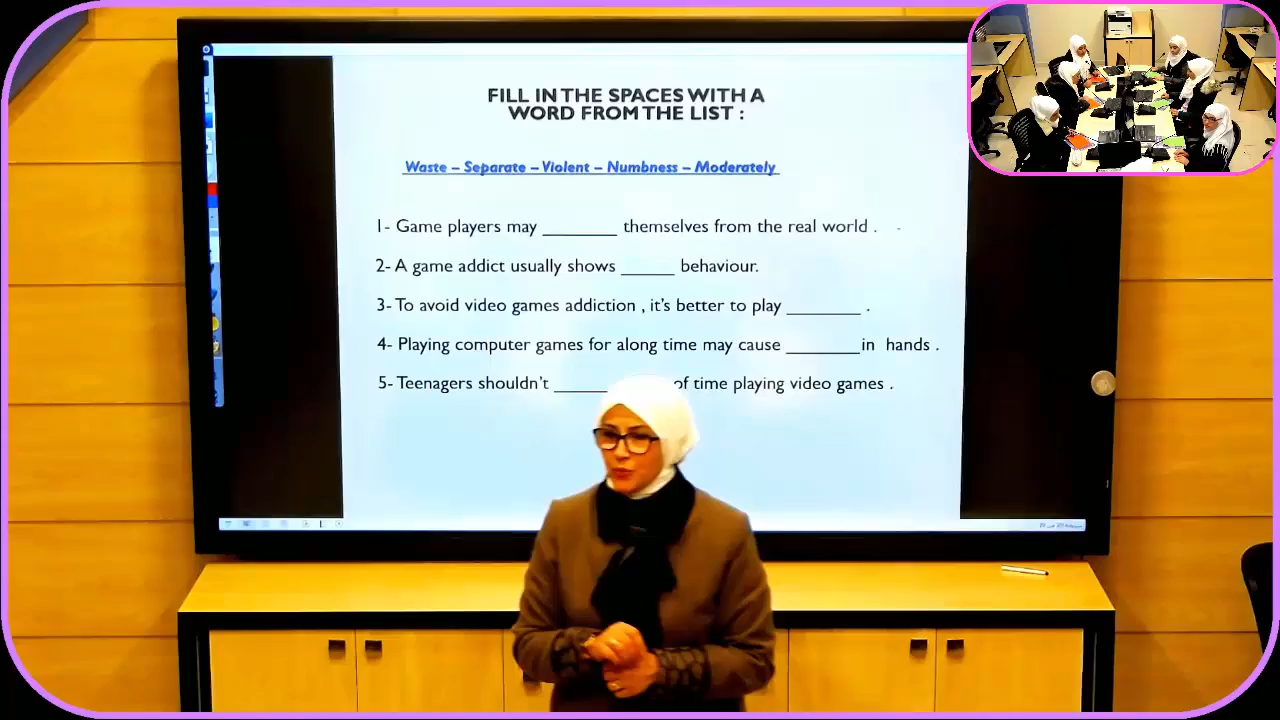 FILL IN THE SPACES WITH A
WORD FROM THE LIST :
Waste – Separate – Violent – Numbness – Moderately
1- Game players may ________ themselves from the real world .
2- A game addict usually shows ______ behaviour.
3- To avoid video games addiction , it's better to play ________ .
4- Playing computer games for along time may cause ________in hands .
5- Teenagers shouldn't ______ of time playing video games .